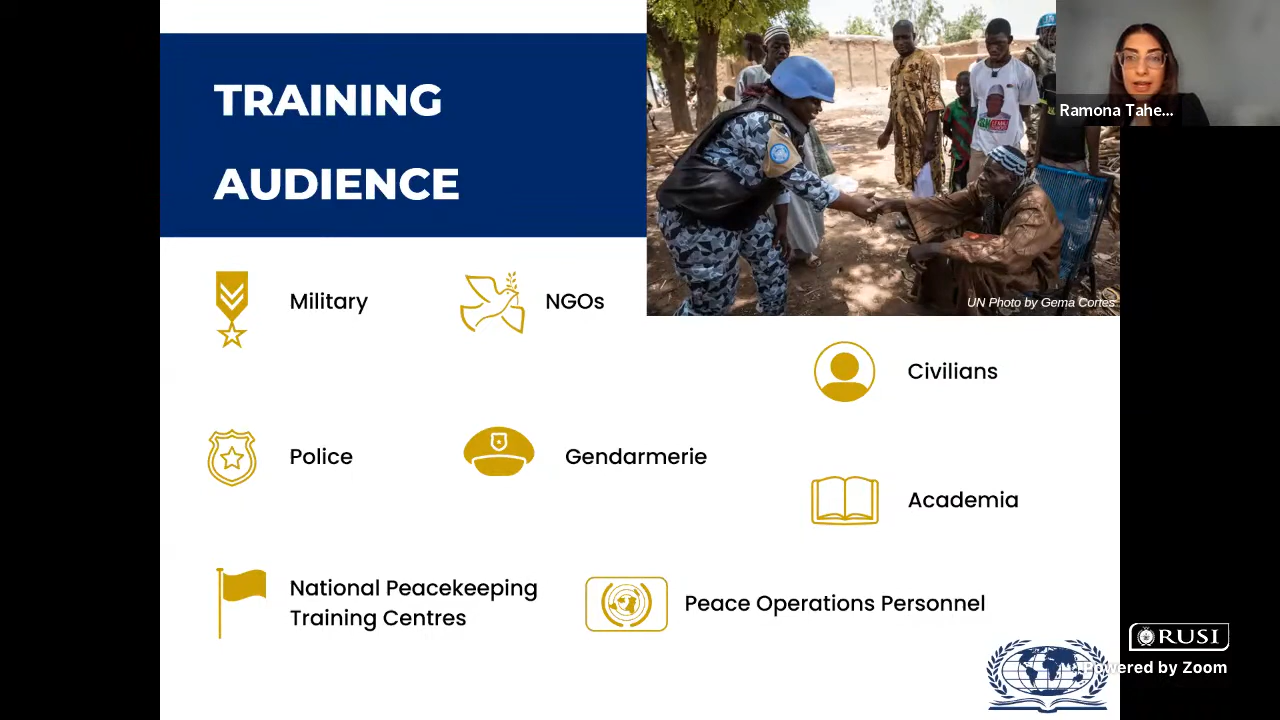 TRAINING
AUDIENCE
Ramona Tahe...
UN Photo by Gema Cortes
Military
NGOs
Civilians
Police
Gendarmerie
Academia
National Peacekeeping
Training Centres
Peace Operations Personnel
RUSI
Powered by Zoom